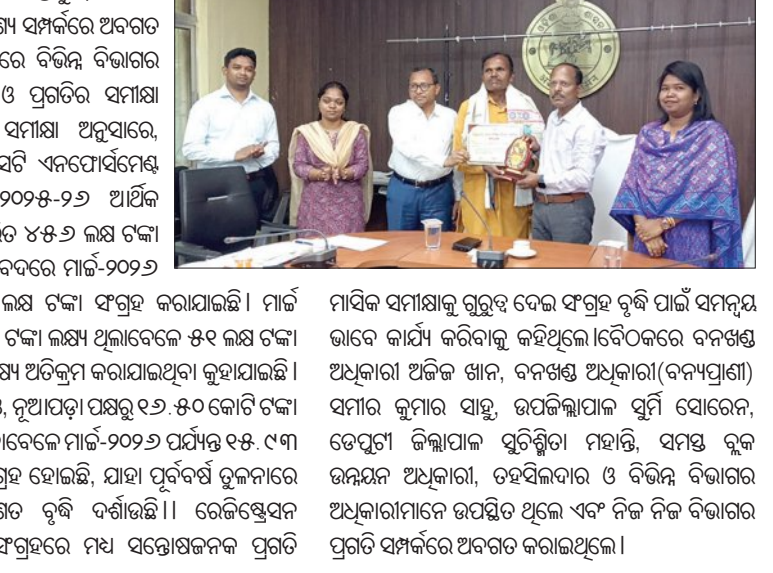 ଣ୍ୟ ସମ୍ପର୍କରେ ଅବଗତ
ରେ ବିଭିନ୍ନ ବିଭାଗର
ଓ ପ୍ରଗତିର ସମୀକ୍ଷା
ସମୀକ୍ଷା ଅନୁସାରେ,
ସଟି ଏନଫୋର୍ସମେଣ୍ଟ
୨୦୨୫-୨୬ ଆର୍ଥିକ
ତ ୪୫୬ ଲକ୍ଷ ଟଙ୍କା
ବଦରେ ମାର୍ଚ୍ଚ-୨୦୨୬
ଲକ୍ଷ ଟଙ୍କା ସଂଗ୍ରହ କରାଯାଇଛି। ମାର୍ଚ୍ଚ
ଟଙ୍କା ଲକ୍ଷ୍ୟ ଥିଲାବେଳେ ୫୧ ଲକ୍ଷ ଟଙ୍କା
ଷ୍ୟ ଅତିକ୍ରମ କରାଯାଇଥିବା କୁହାଯାଇଛି।
, ନୂଆପଡ଼ା ପକ୍ଷରୁ ୧୬.୫୦ କୋଟି ଟଙ୍କା
ାବେଳେ ମାର୍ଚ୍ଚ-୨୦୨୬ ପର୍ଯ୍ୟନ୍ତ ୧୫.୯୩
ଗ୍ରହ ହୋଇଛି, ଯାହା ପୂର୍ବବର୍ଷ ତୁଳନାରେ
ଗତ ବୃଦ୍ଧି ଦର୍ଶାଉଛି।। ରେଜିଷ୍ଟ୍ରେସନ
ସଂଗ୍ରହରେ ମଧ୍ୟ ସନ୍ତୋଷଜନକ ପ୍ରଗତି
ମାସିକ ସମୀକ୍ଷାକୁ ଗୁରୁତ୍ୱ ଦେଇ ସଂଗ୍ରହ ବୃଦ୍ଧି ପାଇଁ ସମନ୍ୱୟ
ଭାବେ କାର୍ଯ୍ୟ କରିବାକୁ କହିଥିଲେ।ବୈଠକରେ ବନଖଣ୍ଡ
ଅଧିକାରୀ ଅଜିଜ ଖାନ, ବନଖଣ୍ଡ ଅଧିକାରୀ(ବନ୍ୟପ୍ରାଣୀ)
ସମୀର କୁମାର ସାହୁ, ଉପଜିଲ୍ଲାପାଳ ସୁର୍ମି ସୋରେନ,
ଡେପୁଟୀ ଜିଲ୍ଲାପାଳ ସୁଚିଶ୍ମିତା ମହାନ୍ତି, ସମସ୍ତ ବ୍ଲକ
ଉନ୍ନୟନ ଅଧିକାରୀ, ତହସିଲଦାର ଓ ବିଭିନ୍ନ ବିଭାଗର
ଅଧିକାରୀମାନେ ଉପସ୍ଥିତ ଥିଲେ ଏବଂ ନିଜ ନିଜ ବିଭାଗର
ପ୍ରଗତି ସମ୍ପର୍କରେ ଅବଗତ କରାଇଥିଲେ।